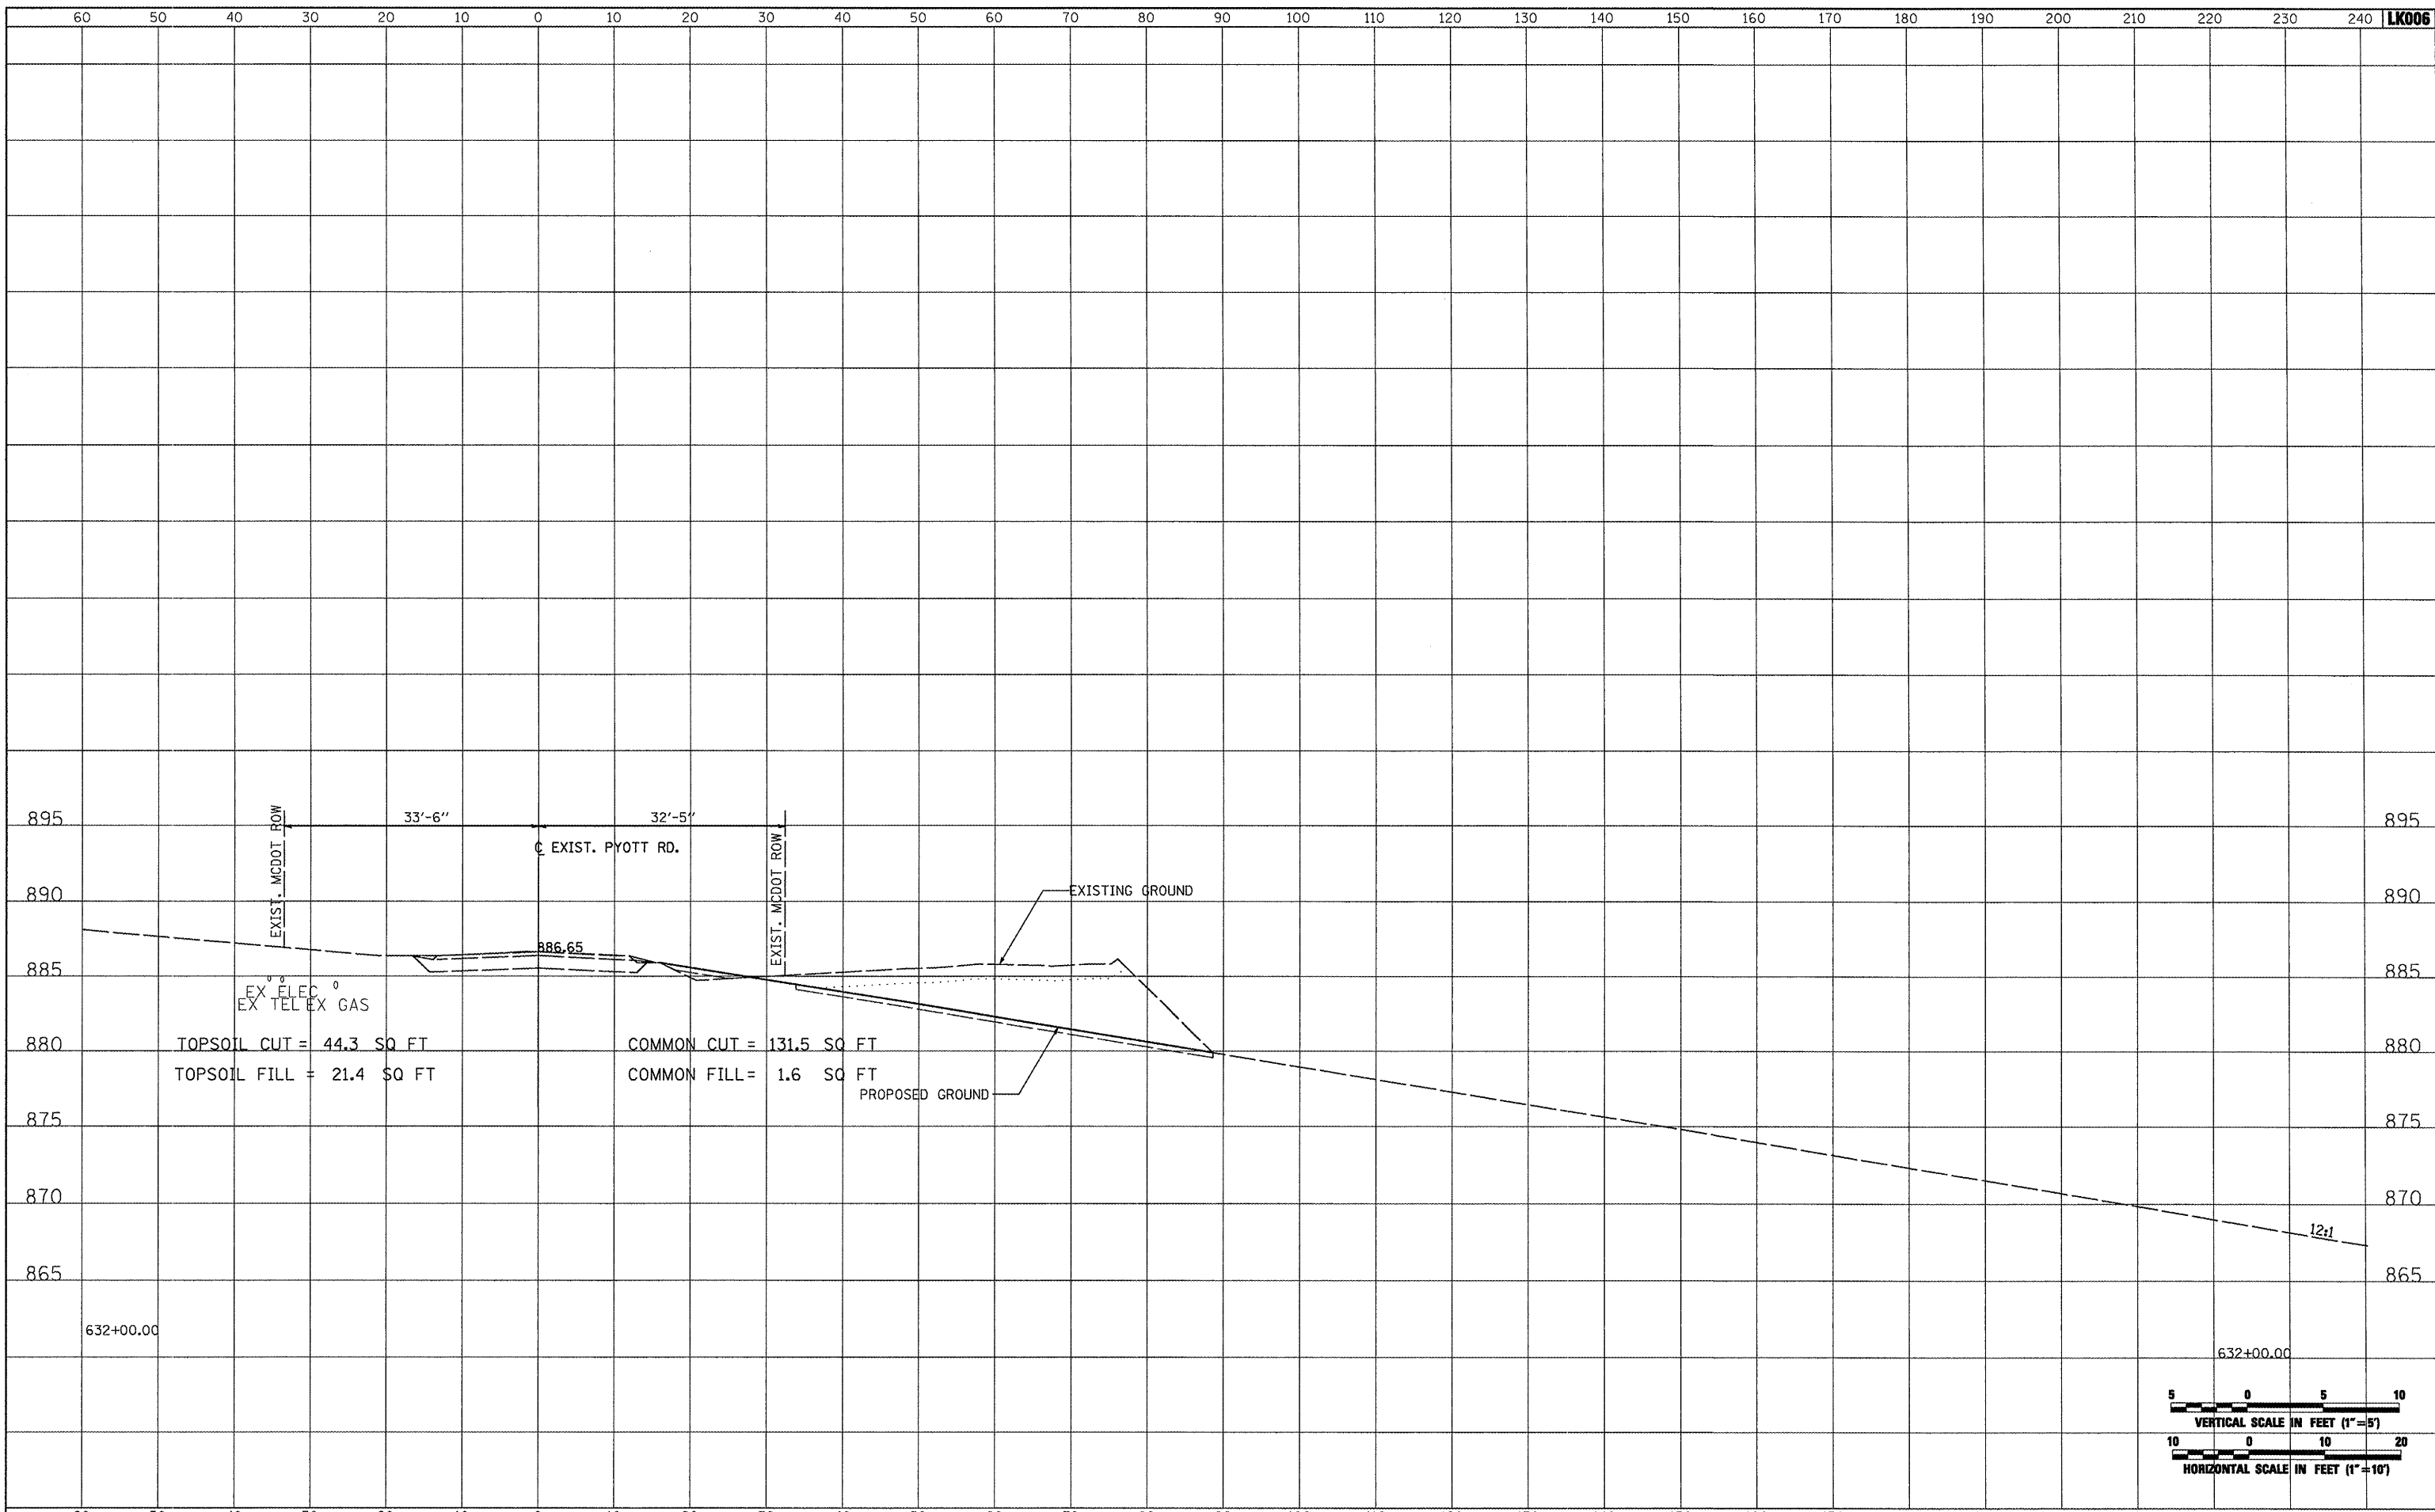 60 50 40 30 20 10 0 10 20 30 40 50 60 70 80 90 100 110 120 130 140 150 160 170 180 190 200 210 220 230 240 LK006
895 895
33'-6" 32'-5"
EXIST. MCDOT ROW
EXIST. MCDOT ROW
℄ EXIST. PYOTT RD.
890 890
EXISTING GROUND
886.65
885 885
EX ELEC
EX TEL EX GAS
880 880
TOPSOIL CUT = 44.3 SQ FT
COMMON CUT = 131.5 SQ FT
TOPSOIL FILL = 21.4 SQ FT
COMMON FILL= 1.6 SQ FT
PROPOSED GROUND
875 875
870 870
12:1
865 865
632+00.00
632+00.00
5 0 5 10
VERTICAL SCALE IN FEET (1"=5')
10 0 10 20
HORIZONTAL SCALE IN FEET (1"=10')